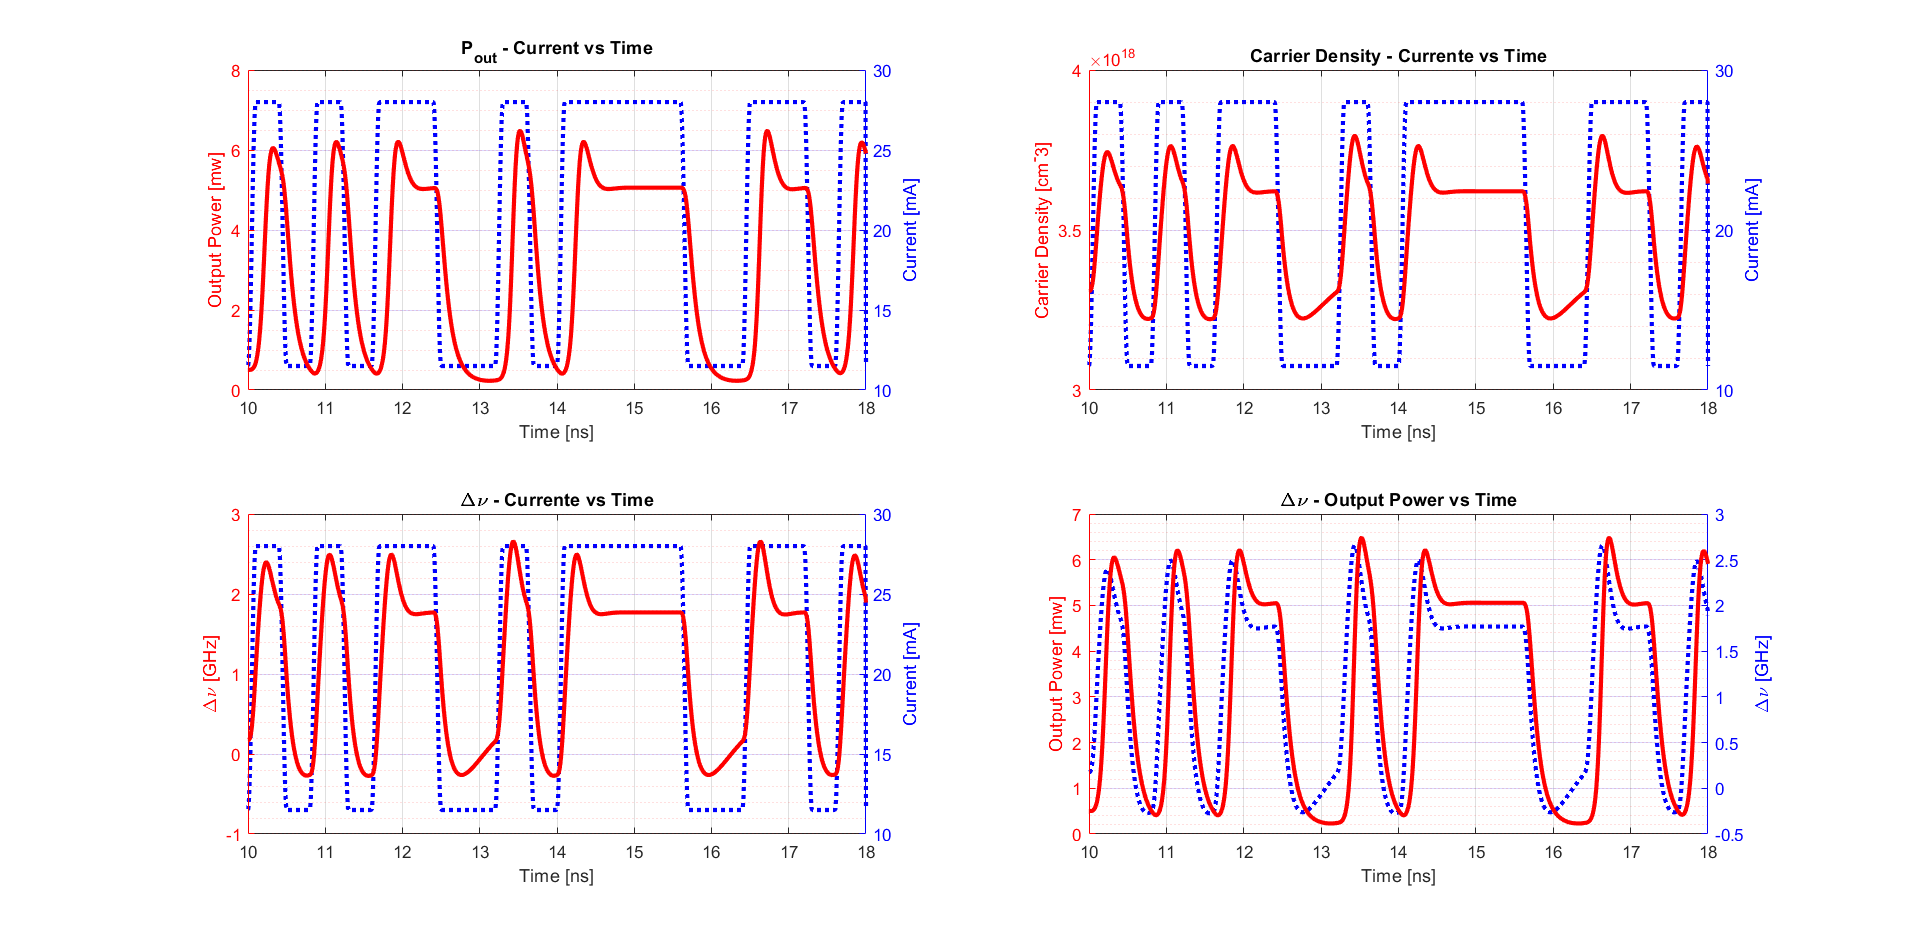 P_out - Current vs Time
8
6
4
2
0
30
25
20
15
10
Output Power [mw]
Current [mA]
10 11 12 13 14 15 16 17 18
Time [ns]
Carrier Density - Currente vs Time
×10^18
4
3.5
3
30
20
10
Carrier Density [cm^-3]
Current [mA]
10 11 12 13 14 15 16 17 18
Time [ns]
Δν - Currente vs Time
3
2
1
0
-1
30
25
20
15
10
Δν [GHz]
Current [mA]
10 11 12 13 14 15 16 17 18
Time [ns]
Δν - Output Power vs Time
7
6
5
4
3
2
1
0
3
2.5
2
1.5
1
0.5
0
-0.5
Output Power [mw]
Δν [GHz]
10 11 12 13 14 15 16 17 18
Time [ns]